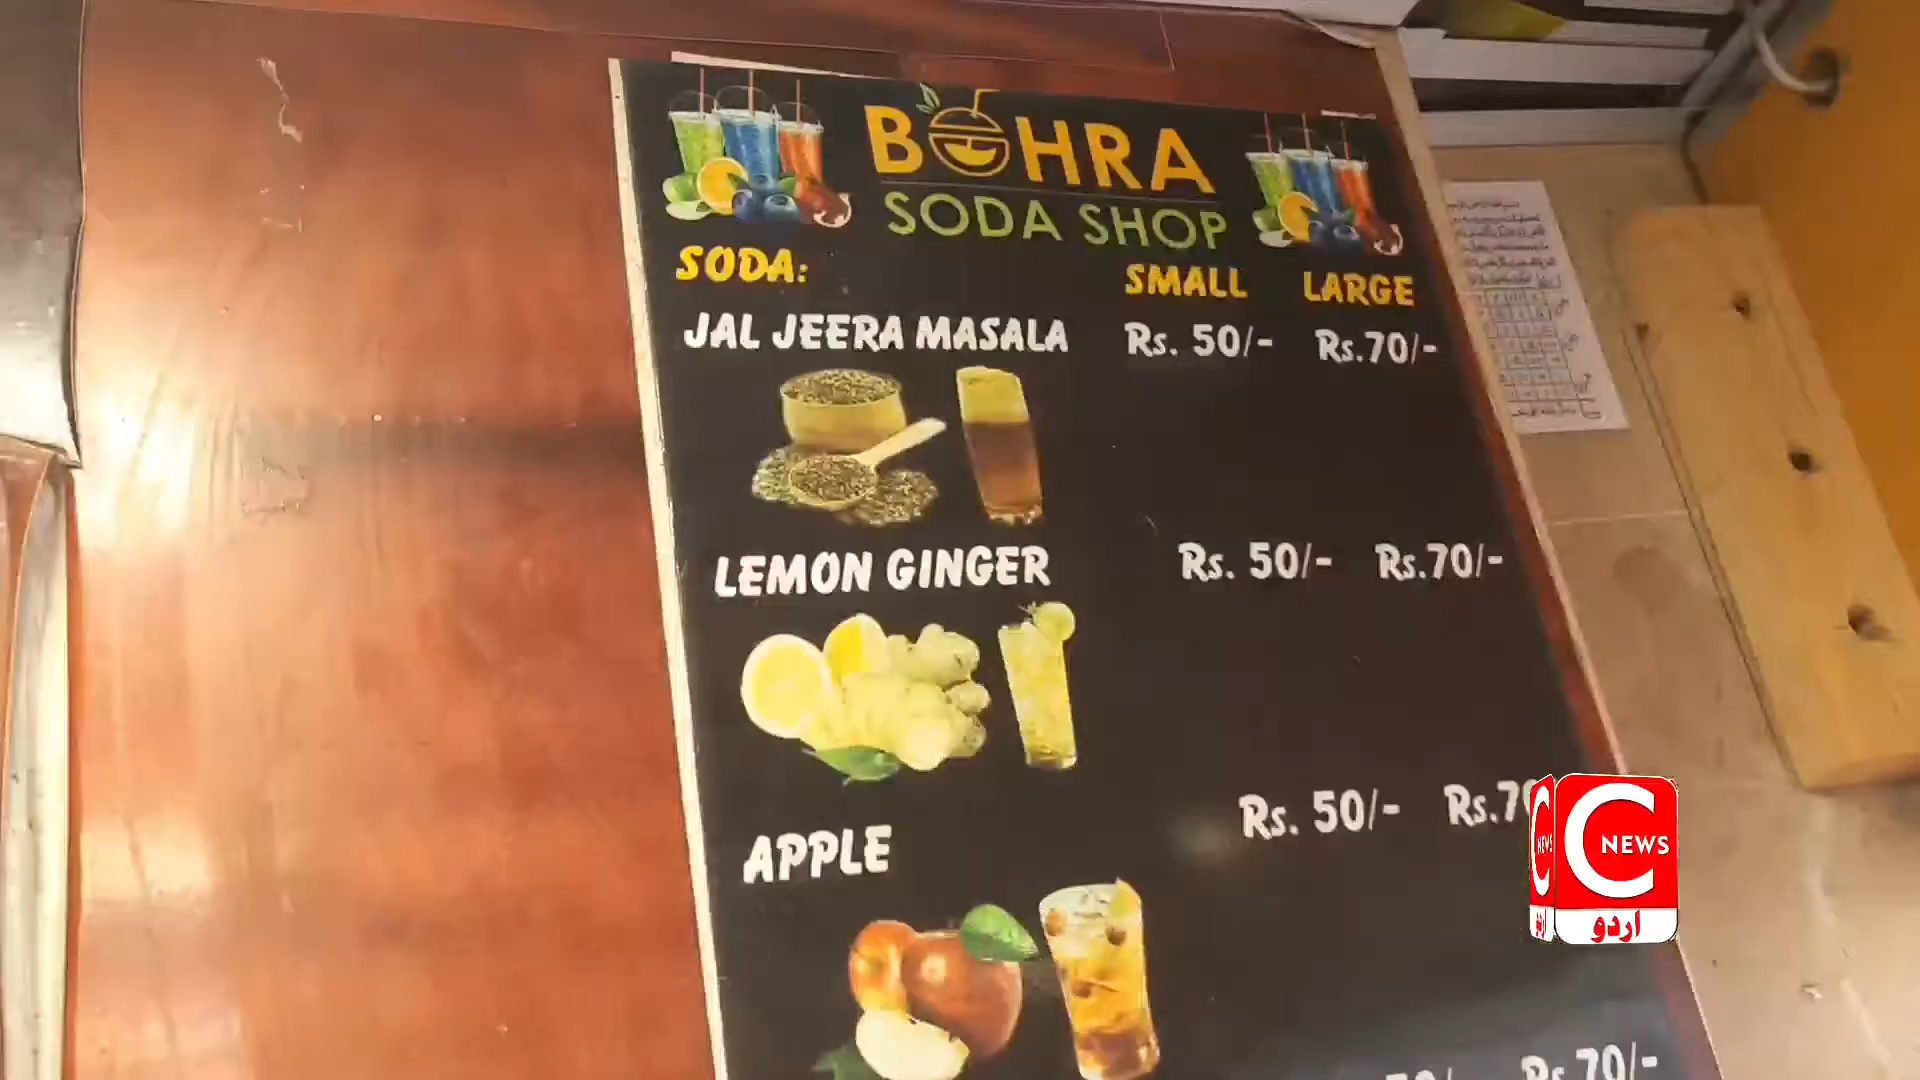 BOHRA
SODA SHOP
SODA: SMALL LARGE
JAL JEERA MASALA Rs. 50/- Rs.70/-
LEMON GINGER Rs. 50/- Rs.70/-
APPLE Rs. 50/- Rs.7
C NEWS
اردو
Rs.70/-